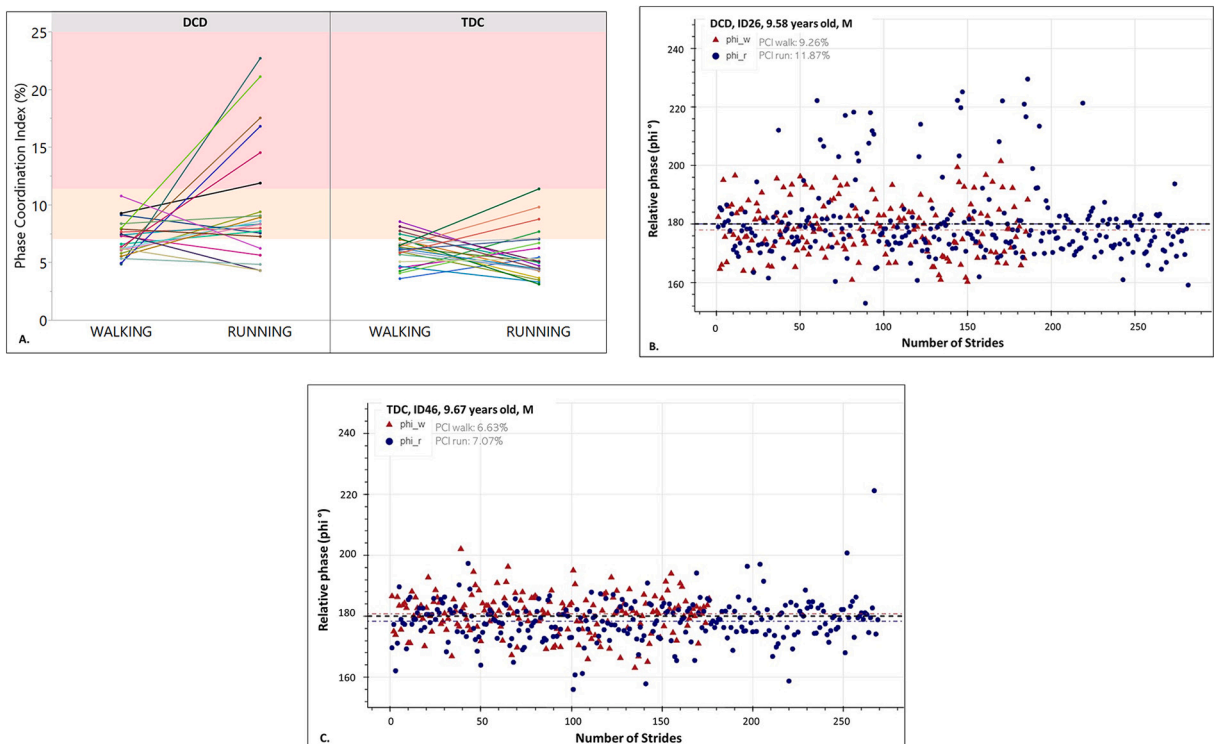 DCD TDC
25
20
15
10
5
0
Phase Coordination Index (%)
WALKING RUNNING WALKING RUNNING
A.
DCD, ID26, 9.58 years old, M
phi_w PCI walk: 9.26%
phi_r PCI run: 11.87%
240
220
200
180
160
Relative phase (phi °)
0 50 100 150 200 250
Number of Strides
B.
TDC, ID46, 9.67 years old, M
phi_w PCI walk: 6.63%
phi_r PCI run: 7.07%
240
220
200
180
160
Relative phase (phi °)
0 50 100 150 200 250
Number of Strides
C.